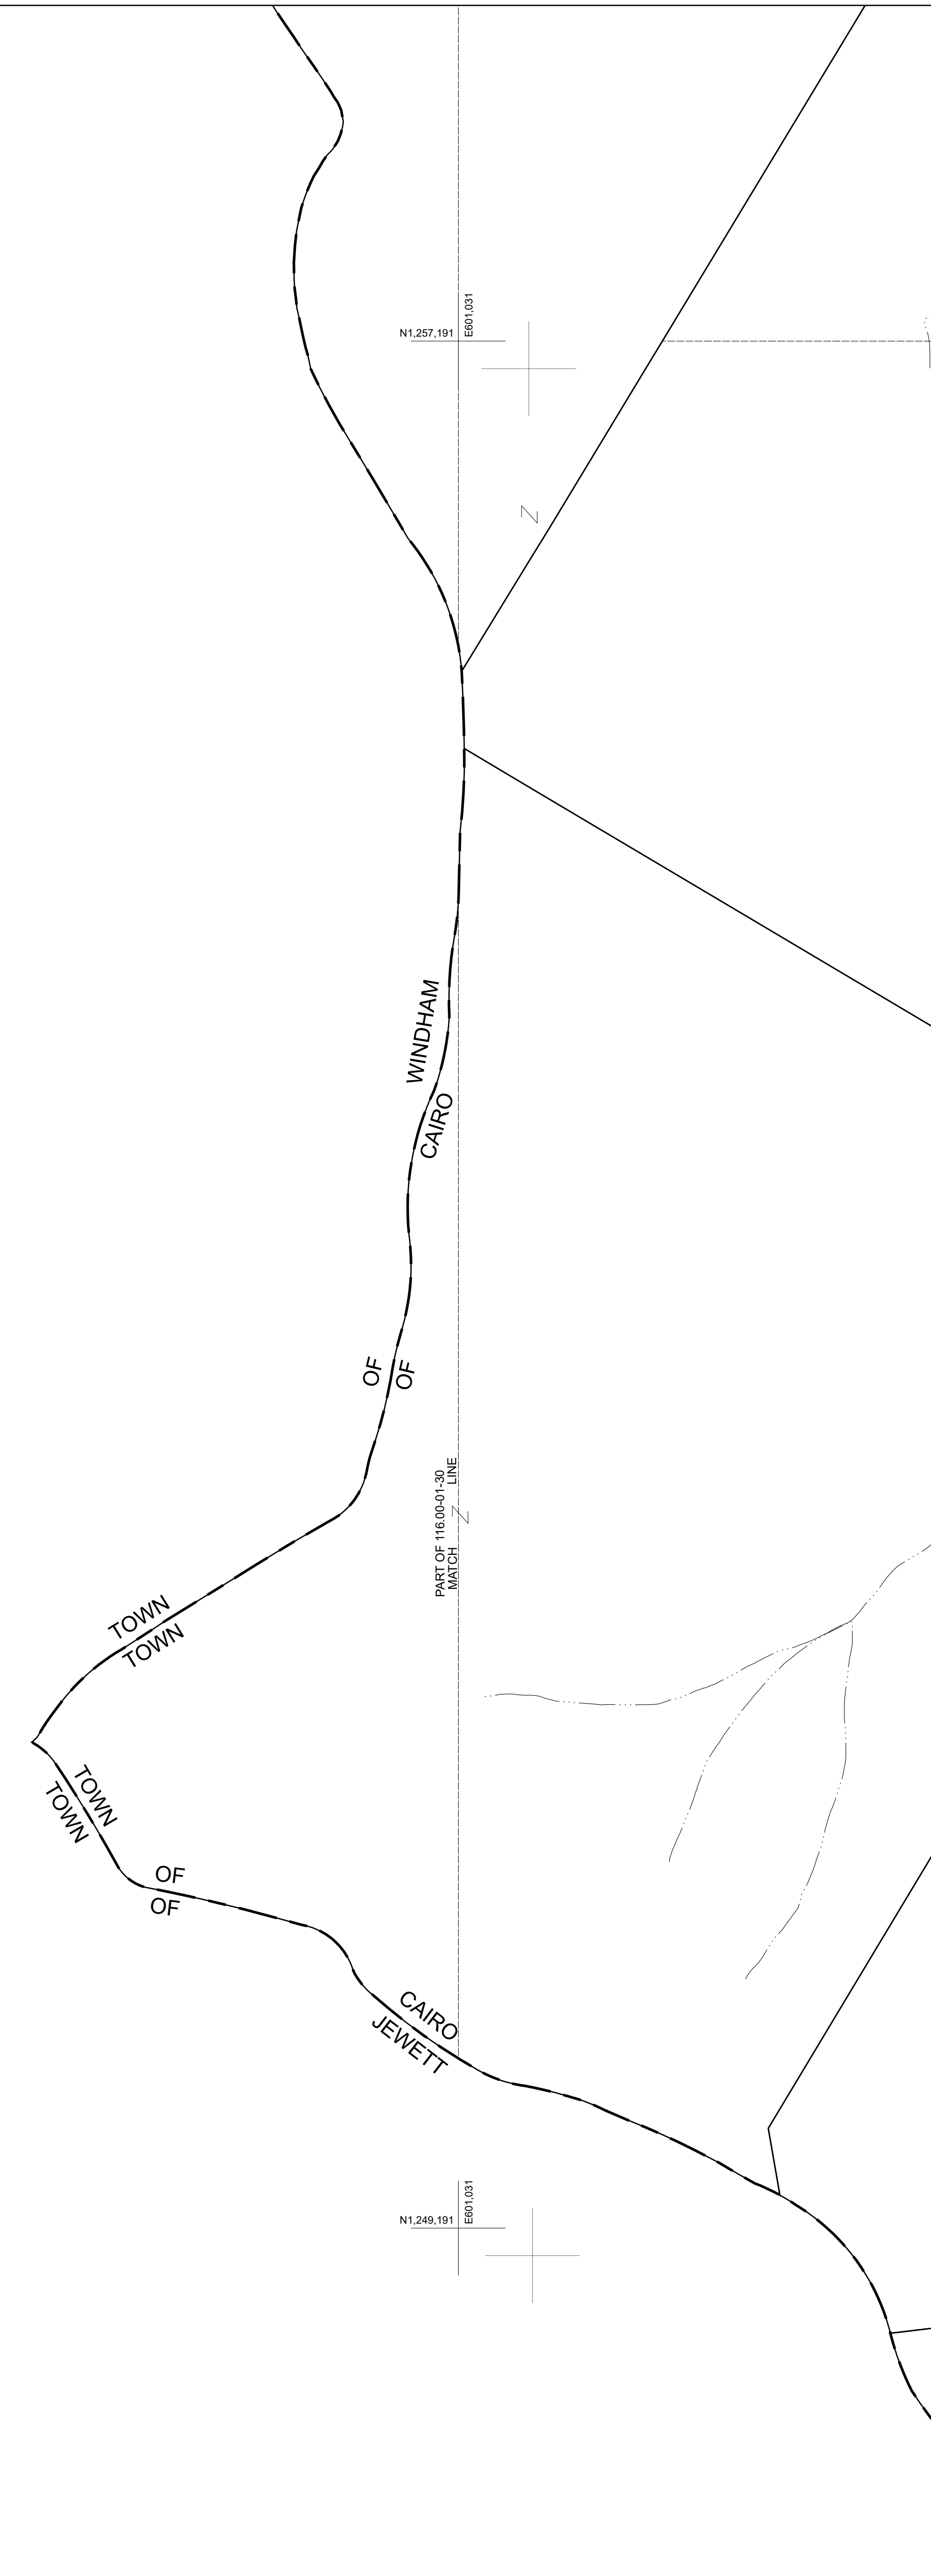 N1,257,191
E601,031
Z
WINDHAM
CAIRO
OF
OF
PART OF 116.00-01-30
MATCH LINE
Z
TOWN
TOWN
TOWN
TOWN
OF
OF
CAIRO
JEWETT
N1,249,191
E601,031